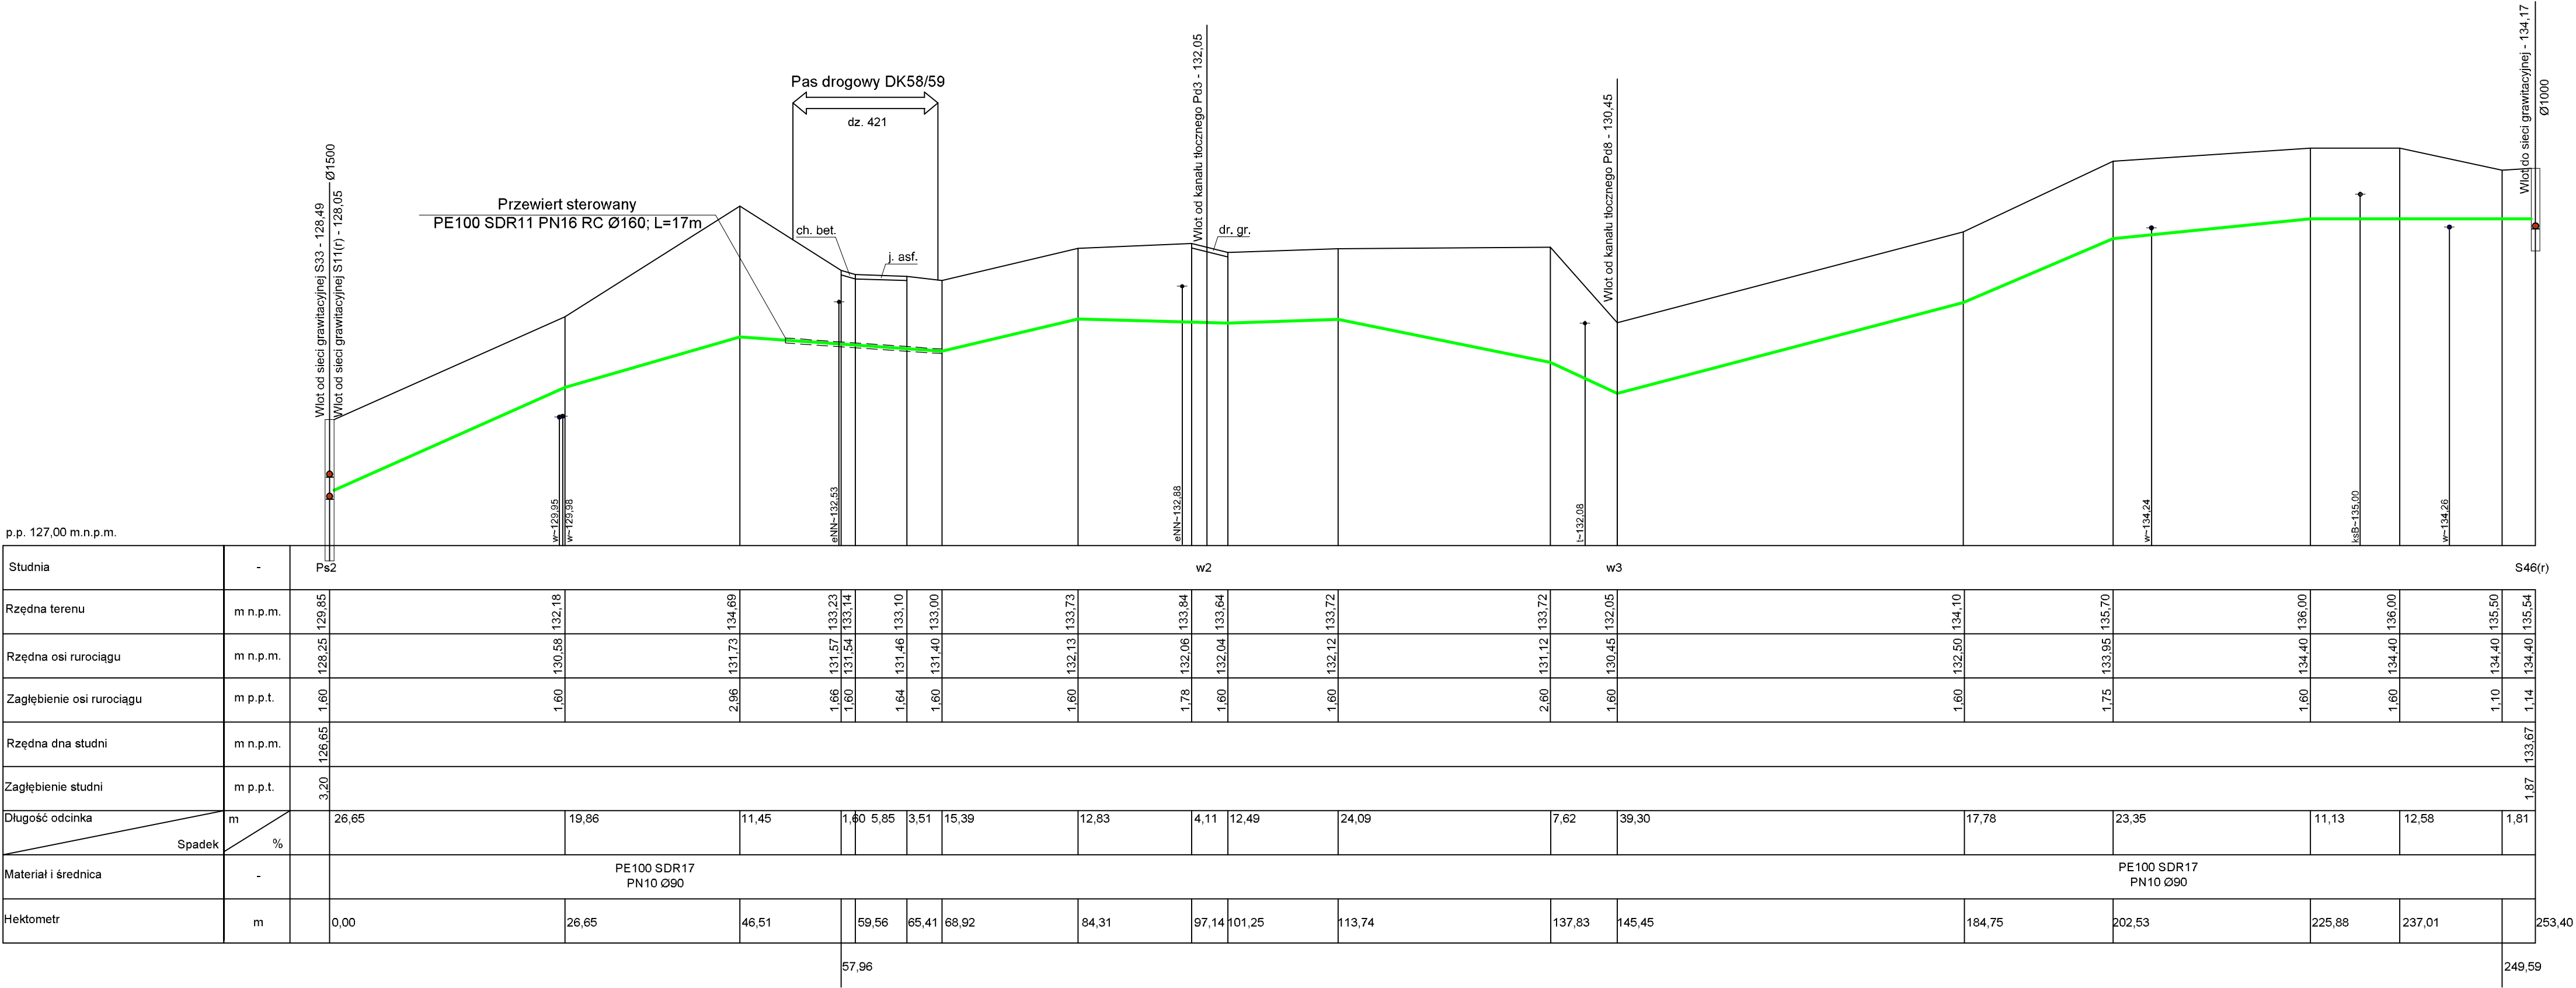 Pas drogowy DK58/59
dz. 421
Przewiert sterowany
PE100 SDR11 PN16 RC Ø160; L=17m
ch. bet.
j. asf.
dr. gr.
Wlot od sieci grawitacyjnej S33 - 128,49
Wlot od sieci grawitacyjnej S11(r) - 128,05
Ø1500
Wlot od kanału tłocznego Pd3 - 132,05
Wlot od kanału tłocznego Pd8 - 130,45
Wlot do sieci grawitacyjnej - 134,17
Ø1000
w~129,95
w~129,98
eNN~132,53
eNN~132,88
t~132,08
w~134,24
ksB~135,00
w~134,26
p.p. 127,00 m.n.p.m.
Studnia - Ps2 w2 w3 S46(r)
Rzędna terenu m n.p.m. 129,85 132,18 134,69 133,23 133,14 133,10 133,00 133,73 133,84 133,64 133,72 133,72 132,05 134,10 135,70 136,00 136,00 135,50 135,54
Rzędna osi rurociągu m n.p.m. 128,25 130,58 131,73 131,57 131,54 131,46 131,40 132,13 132,06 132,04 132,12 131,12 130,45 132,50 133,95 134,40 134,40 134,40 134,40
Zagłębienie osi rurociągu m p.p.t. 1,60 1,60 2,96 1,66 1,60 1,64 1,60 1,60 1,78 1,60 1,60 2,60 1,60 1,60 1,75 1,60 1,60 1,10 1,14
Rzędna dna studni m n.p.m. 126,65 133,67
Zagłębienie studni m p.p.t. 3,20 1,87
Długość odcinka m 26,65 19,86 11,45 1,60 5,85 3,51 15,39 12,83 4,11 12,49 24,09 7,62 39,30 17,78 23,35 11,13 12,58 1,81
Spadek %
Materiał i średnica - PE100 SDR17 PE100 SDR17
PN10 Ø90 PN10 Ø90
Hektometr m 0,00 26,65 46,51 59,56 65,41 68,92 84,31 97,14 101,25 113,74 137,83 145,45 184,75 202,53 225,88 237,01 253,40
57,96 249,59